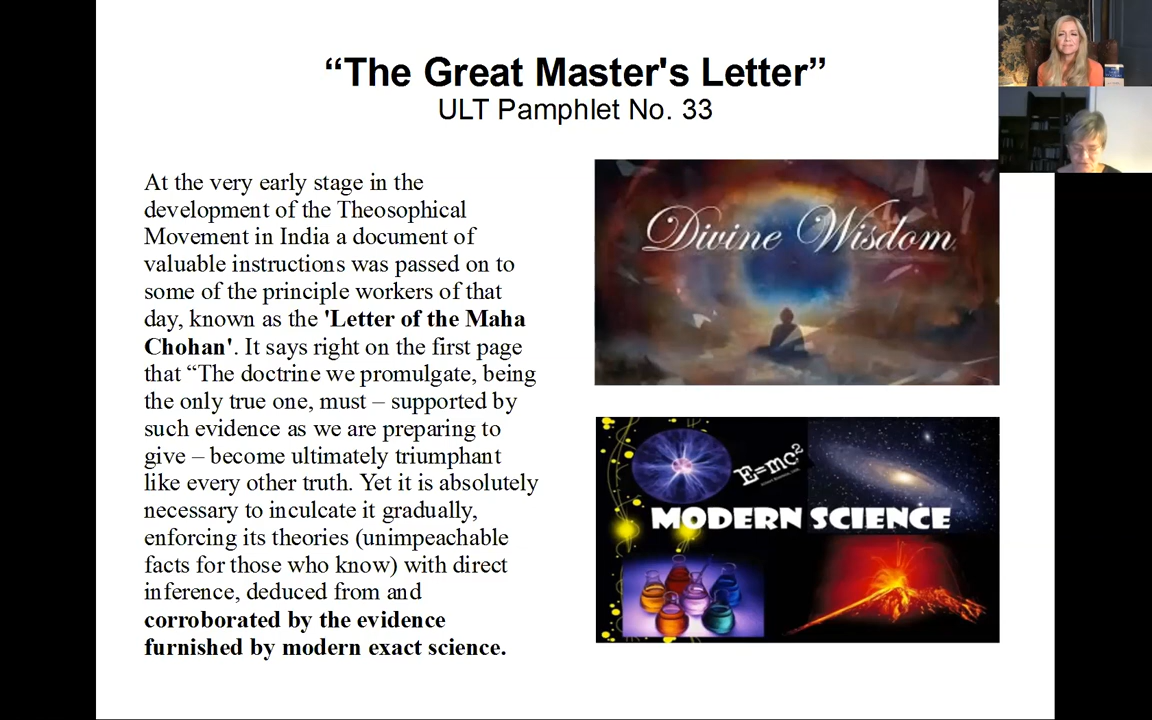 “The Great Master's Letter”
ULT Pamphlet No. 33
At the very early stage in the
development of the Theosophical
Movement in India a document of
valuable instructions was passed on to
some of the principle workers of that
day, known as the 'Letter of the Maha
Chohan'. It says right on the first page
that “The doctrine we promulgate, being
the only true one, must – supported by
such evidence as we are preparing to
give – become ultimately triumphant
like every other truth. Yet it is absolutely
necessary to inculcate it gradually,
enforcing its theories (unimpeachable
facts for those who know) with direct
inference, deduced from and
corroborated by the evidence
furnished by modern exact science.
Divine Wisdom
E=mc²
MODERN SCIENCE